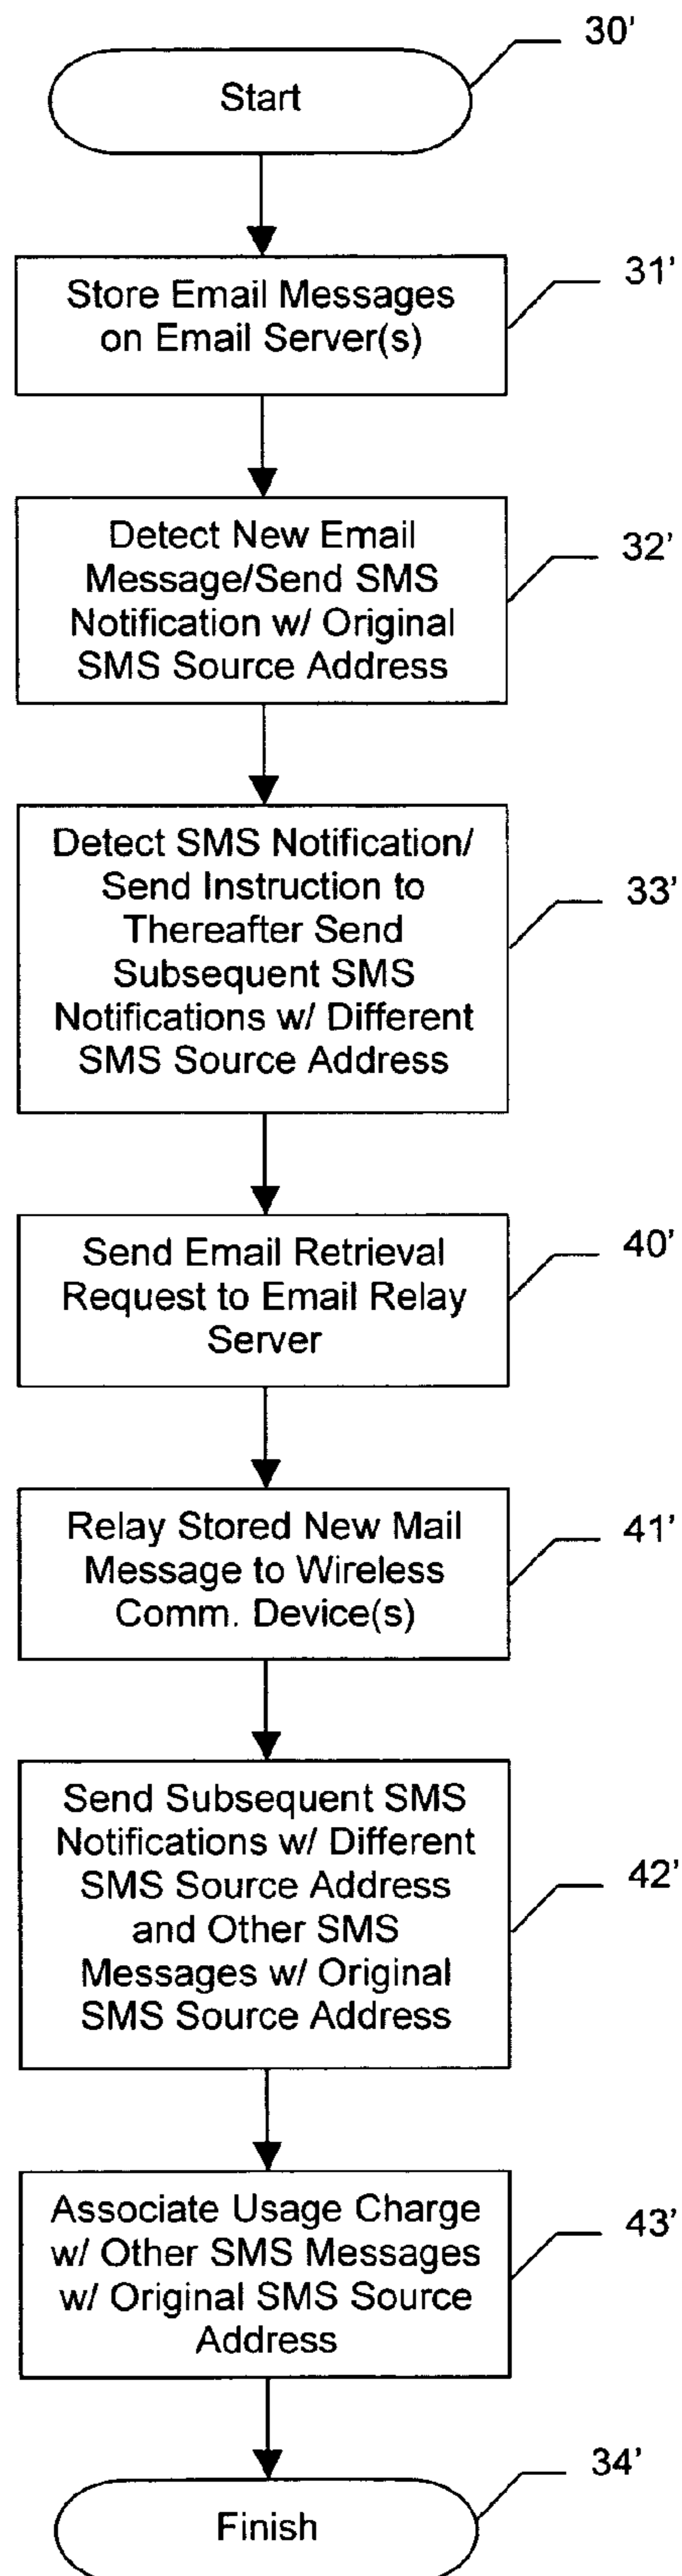 30'
Start
31'
Store Email Messages
on Email Server(s)
32'
Detect New Email
Message/Send SMS
Notification w/ Original
SMS Source Address
33'
Detect SMS Notification/
Send Instruction to
Thereafter Send
Subsequent SMS
Notifications w/ Different
SMS Source Address
40'
Send Email Retrieval
Request to Email Relay
Server
41'
Relay Stored New Mail
Message to Wireless
Comm. Device(s)
42'
Send Subsequent SMS
Notifications w/ Different
SMS Source Address
and Other SMS
Messages w/ Original
SMS Source Address
43'
Associate Usage Charge
w/ Other SMS Messages
w/ Original SMS Source
Address
34'
Finish